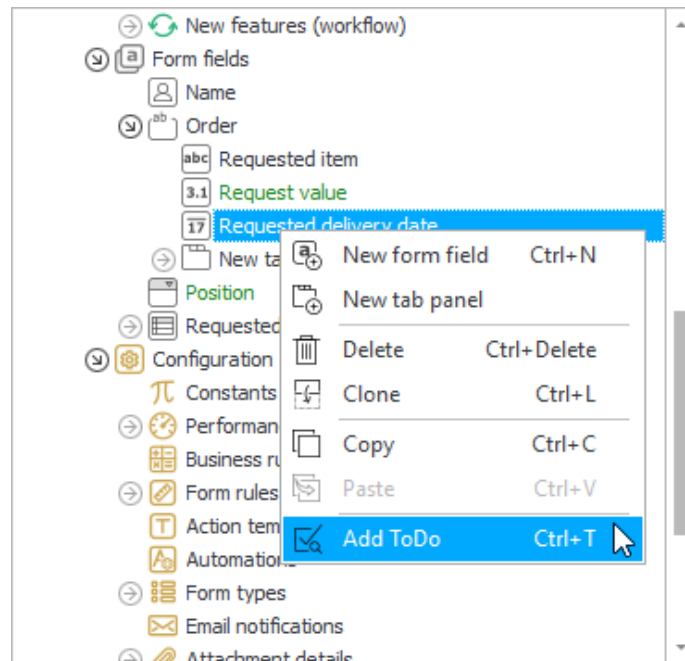 New features (workflow)
Form fields
Name
Order
Requested item
Request value
Requested delivery date
New ta
New form field Ctrl+N
New tab panel
Position
Requested
Delete Ctrl+Delete
Configuration
Constants
Clone Ctrl+L
Performan
Copy Ctrl+C
Business ru
Form rules
Paste Ctrl+V
Action tem
Add ToDo Ctrl+T
Automations
Form types
Email notifications
Attachment details